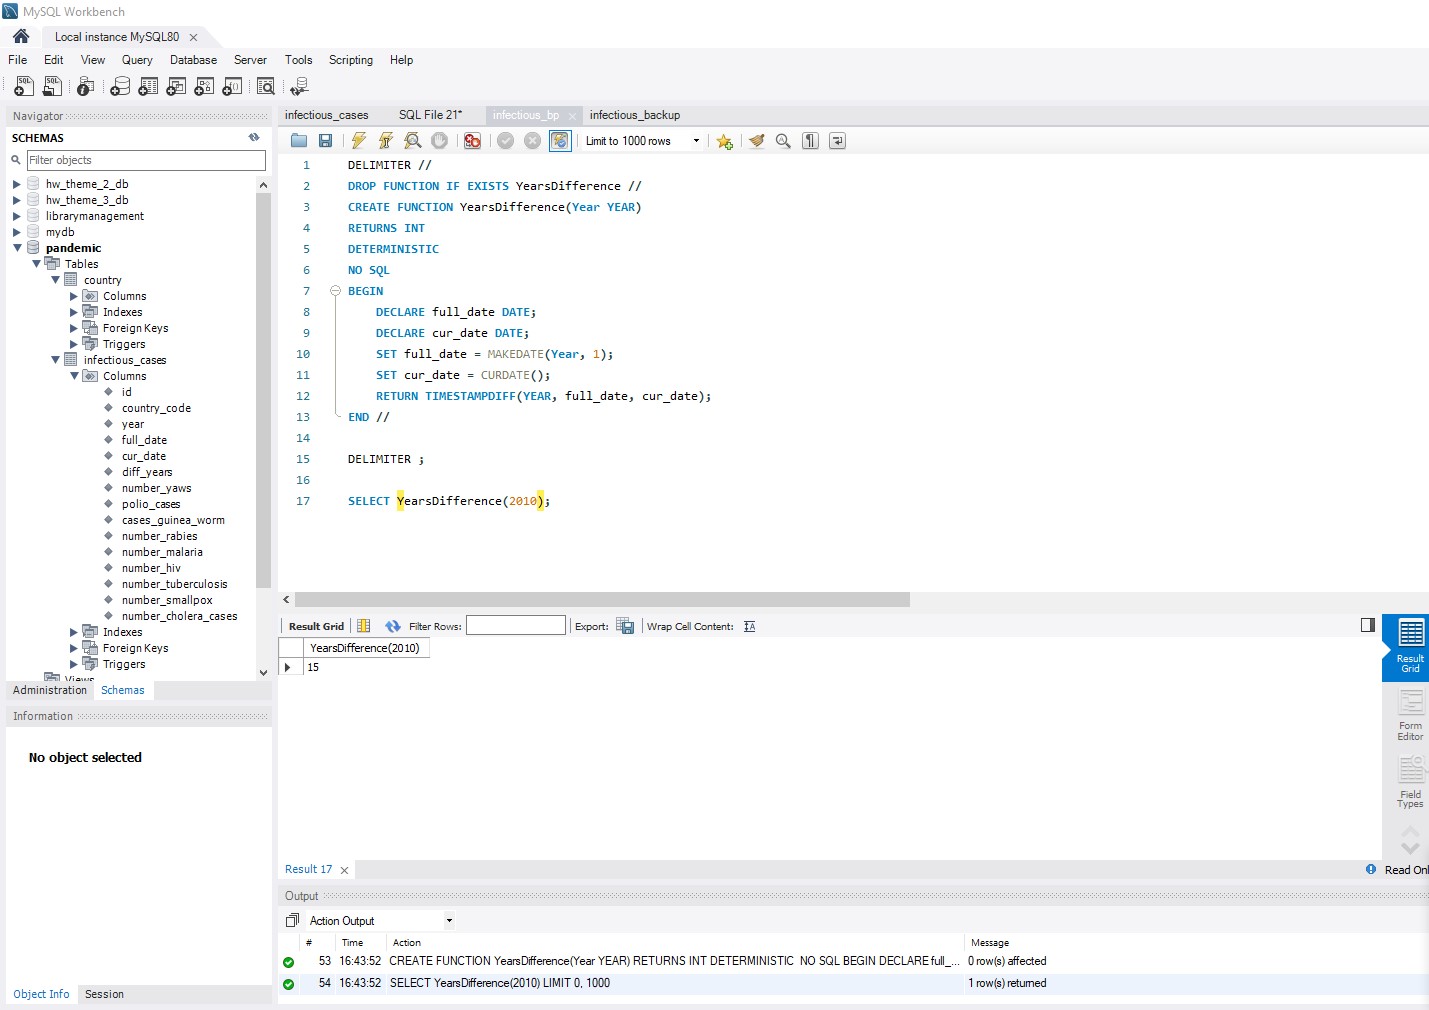 MySQL Workbench
Local instance MySQL80
File Edit View Query Database Server Tools Scripting Help
Navigator
SCHEMAS
Filter objects
hw_theme_2_db
hw_theme_3_db
librarymanagement
mydb
pandemic
Tables
country
Columns
Indexes
Foreign Keys
Triggers
infectious_cases
Columns
id
country_code
year
full_date
cur_date
diff_years
number_yaws
polio_cases
cases_guinea_worm
number_rabies
number_malaria
number_hiv
number_tuberculosis
number_smallpox
number_cholera_cases
Indexes
Foreign Keys
Triggers
Views
Administration Schemas
Information
No object selected
Object Info Session
infectious_cases SQL File 21* infectious_bp infectious_backup
Limit to 1000 rows
1 DELIMITER //
2 DROP FUNCTION IF EXISTS YearsDifference //
3 CREATE FUNCTION YearsDifference(Year YEAR)
4 RETURNS INT
5 DETERMINISTIC
6 NO SQL
7 BEGIN
8 DECLARE full_date DATE;
9 DECLARE cur_date DATE;
10 SET full_date = MAKEDATE(Year, 1);
11 SET cur_date = CURDATE();
12 RETURN TIMESTAMPDIFF(YEAR, full_date, cur_date);
13 END //
14
15 DELIMITER ;
16
17 SELECT YearsDifference(2010);
Result Grid Filter Rows: Export: Wrap Cell Content:
YearsDifference(2010)
15
Result Grid
Form Editor
Field Types
Result 17
Read Onl
Output
Action Output
# Time Action Message
53 16:43:52 CREATE FUNCTION YearsDifference(Year YEAR) RETURNS INT DETERMINISTIC NO SQL BEGIN DECLARE full_... 0 row(s) affected
54 16:43:52 SELECT YearsDifference(2010) LIMIT 0, 1000 1 row(s) returned